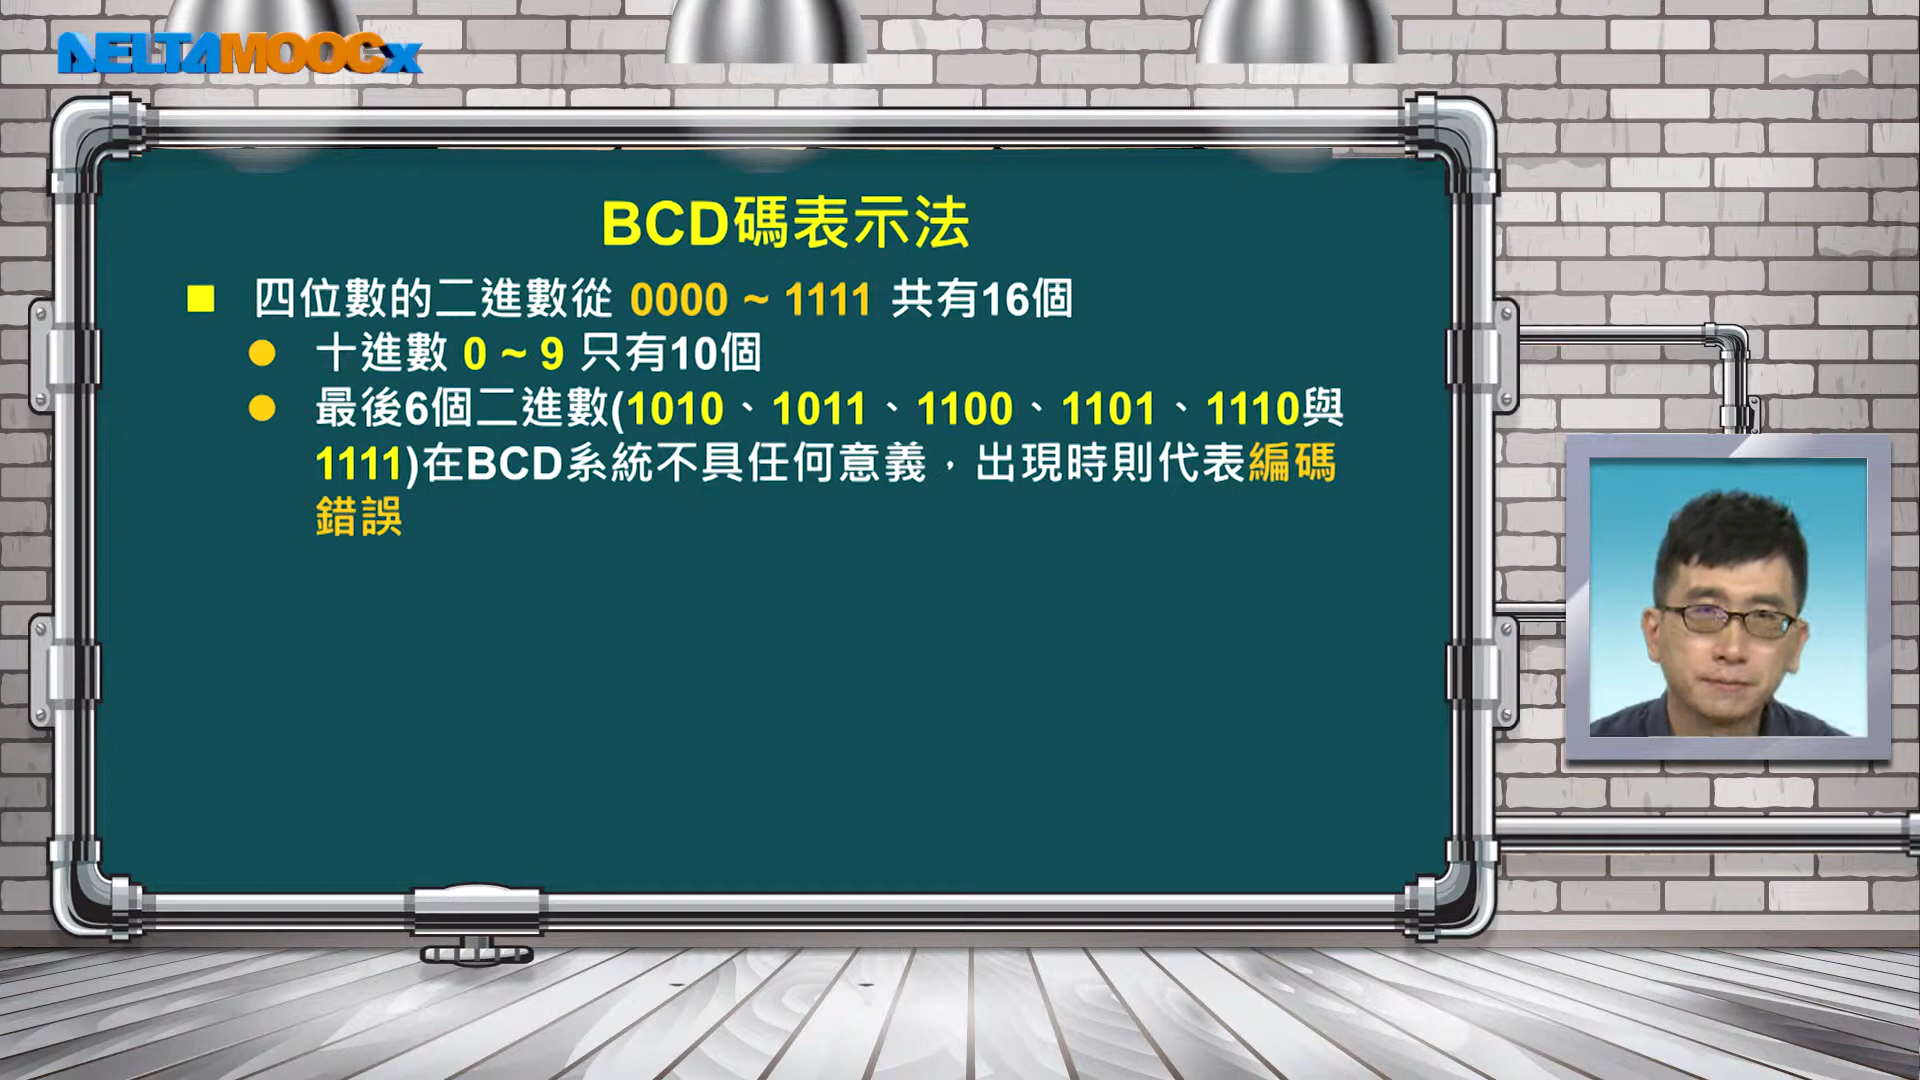 DELTAMOOCx
BCD碼表示法
四位數的二進數從 0000 ~ 1111 共有16個
十進數 0 ~ 9 只有10個
最後6個二進數(1010、1011、1100、1101、1110與
1111)在BCD系統不具任何意義，出現時則代表編碼
錯誤